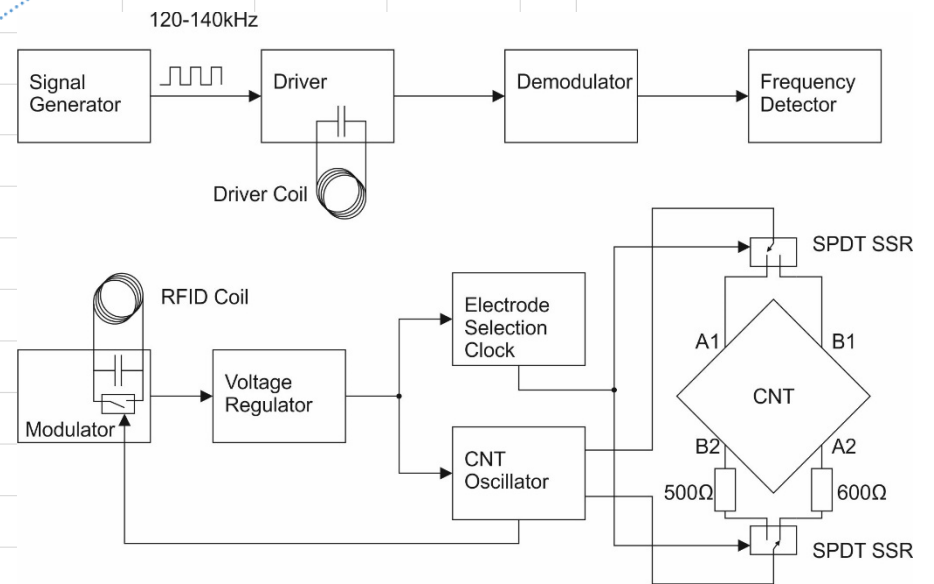 120-140kHz
Signal
Generator
Driver
Demodulator
Frequency
Detector
Driver Coil
SPDT SSR
RFID Coil
Electrode
Selection
Clock
A1
B1
Voltage
Regulator
CNT
Modulator
CNT
Oscillator
B2
A2
500Ω
600Ω
SPDT SSR